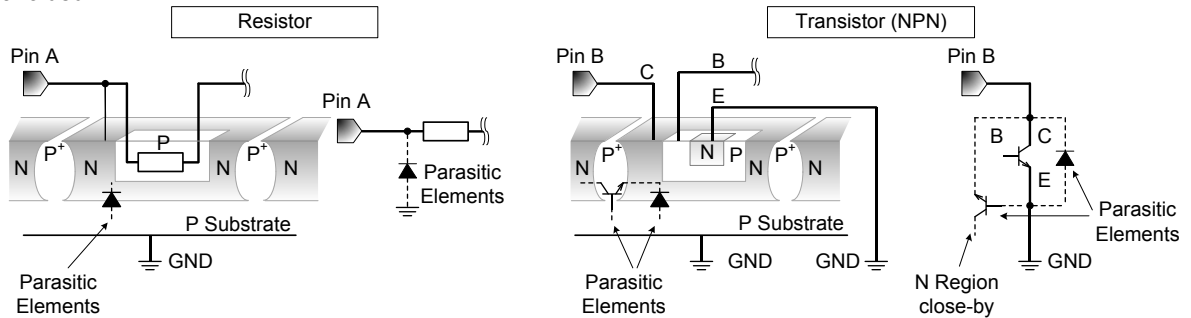 Resistor
Transistor (NPN)
Pin A
Pin A
N
P+
N
P
N
P+
N
Parasitic
Elements
P Substrate
GND
Parasitic
Elements
Pin B
C
B
E
N
P+
N
N
P
N
P+
N
P Substrate
GND
GND
Parasitic
Elements
Pin B
B
C
E
Parasitic
Elements
GND
N Region
close-by